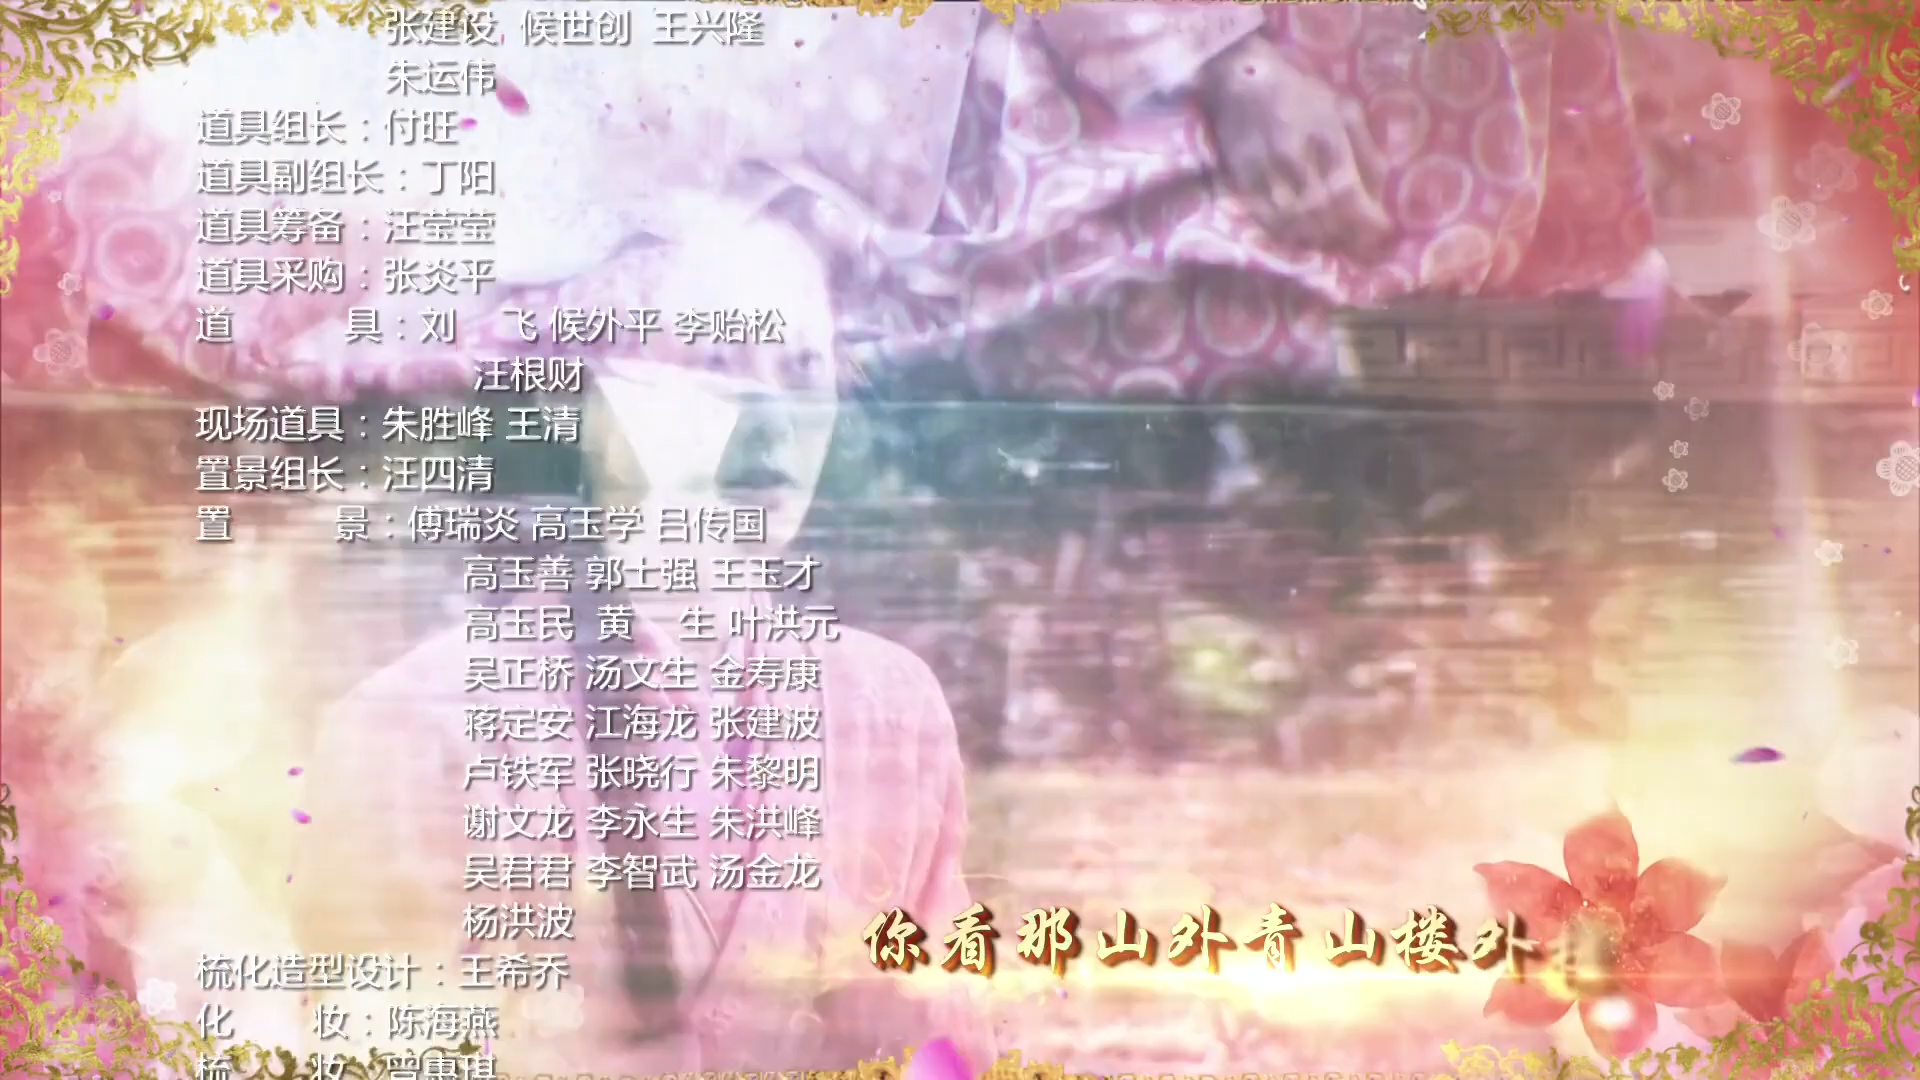 张建设 候世创 王兴隆
朱运伟
道具组长：付旺
道具副组长：丁阳
道具筹备：汪莹莹
道具采购：张炎平
道 具：刘 飞 候外平 李贻松
汪根财
现场道具：朱胜峰 王清
置景组长：汪四清
置 景：傅瑞炎 高玉学 吕传国
高玉善 郭士强 王玉才
高玉民 黄 生 叶洪元
吴正桥 汤文生 金寿康
蒋定安 江海龙 张建波
卢铁军 张晓行 朱黎明
谢文龙 李永生 朱洪峰
吴君君 李智武 汤金龙
杨洪波
你看那山外青山楼外
梳化造型设计：王希乔
化 妆：陈海燕
梳 妆：曾惠琪